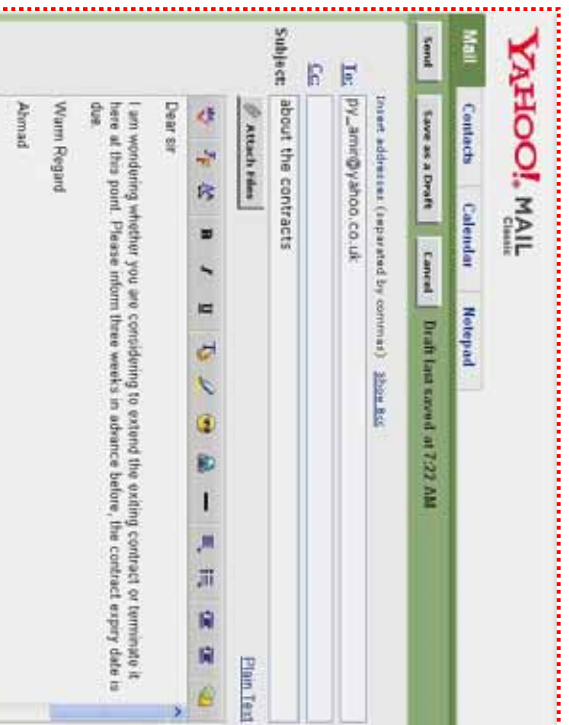 YAHOO! MAIL
Classic
Mail Contacts Calendar Notepad
Send Save as a Draft Cancel Draft last saved at 7:22 AM
Insert addresses (separated by commas) Show Bcc
To: py_amir@yahoo.co.uk
Cc:
Subject: about the contracts
Attach Files
Plain Text
B I U
Dear sir
I am wondering whether you are considering to extend the exiting contract or terminate it
here at this point. Please inform three weeks in advance before, the contract expiry date is
due.
Warm Regard
Ahmad